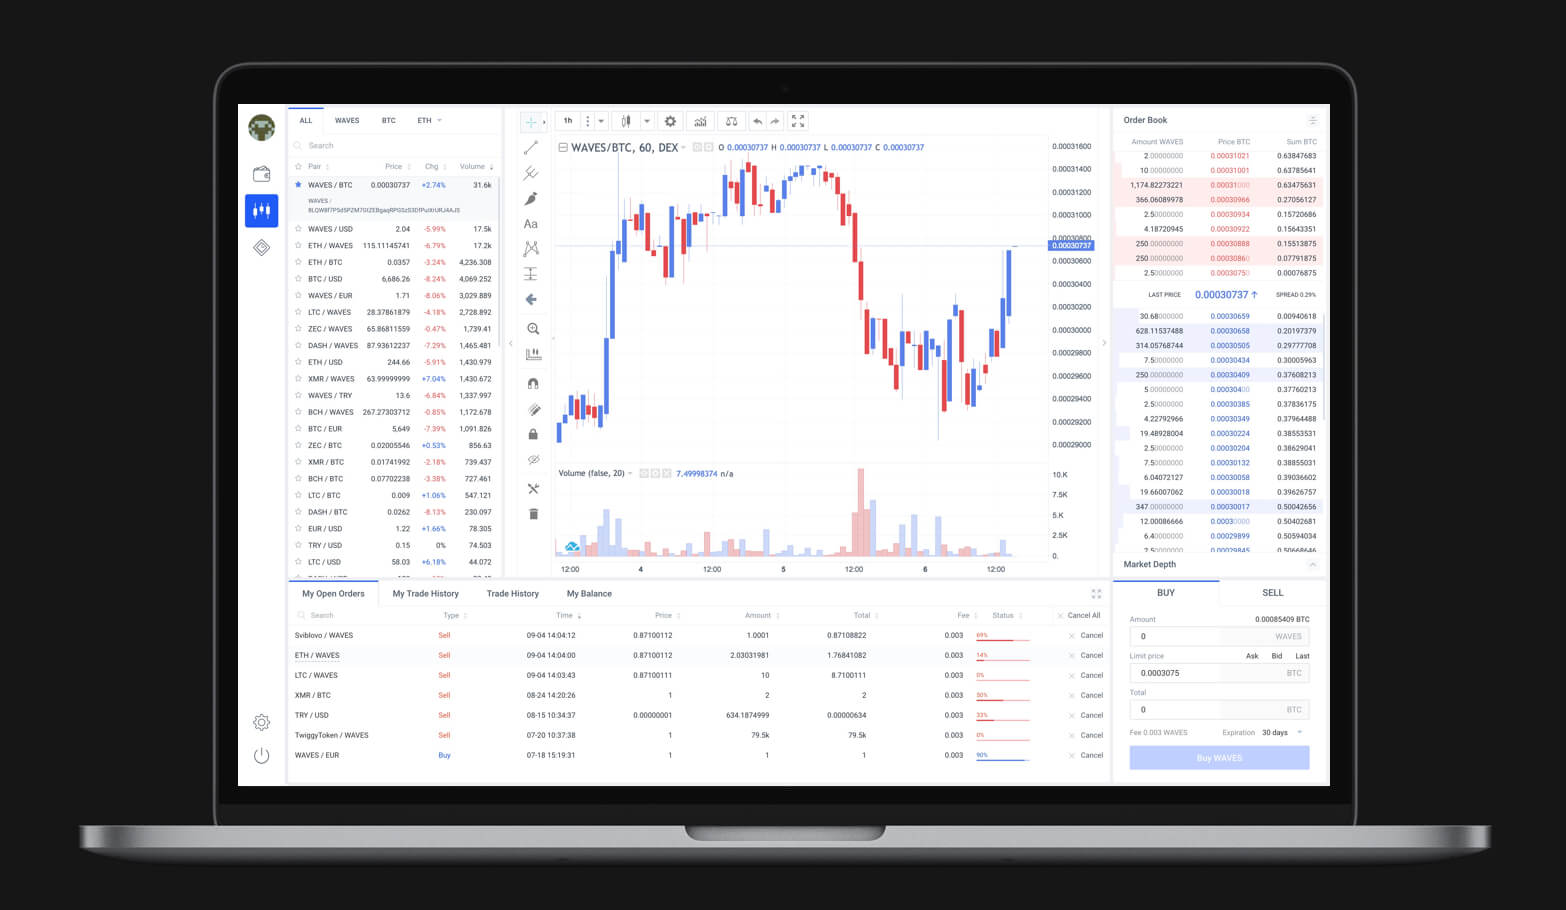 ALL WAVES BTC ETH
Search
Pair Price Chg Volume
WAVES / BTC 0.00030737 +2.74% 31.6k
WAVES /
WAVES / USD 2.04 -5.99% 17.5k
ETH / WAVES 115.11145741 -6.79% 17.2k
ETH / BTC 0.0357 -3.24% 4,236.308
BTC / USD 6,686.26 -8.24% 4,069.252
WAVES / EUR 1.71 -8.06% 3,029.889
LTC / WAVES 28.37861879 -4.18% 2,728.892
ZEC / WAVES 65.86811559 -0.47% 1,739.41
DASH / WAVES 87.93612237 -7.29% 1,465.481
ETH / USD 244.66 -5.91% 1,430.979
XMR / WAVES 63.99999999 +7.04% 1,430.672
WAVES / TRY 13.6 -6.84% 1,337.997
BCH / WAVES 267.27303712 -0.85% 1,172.678
BTC / EUR 5,649 -7.39% 1,091.826
ZEC / BTC 0.02005546 +0.53% 856.63
XMR / BTC 0.01741992 -2.18% 739.437
BCH / BTC 0.07702238 -3.38% 727.461
LTC / BTC 0.009 +1.06% 547.121
DASH / BTC 0.0262 -8.13% 230.097
EUR / USD 1.22 +1.66% 78.305
TRY / USD 0.15 0% 74.503
LTC / USD 58.03 +6.18% 44.072
1h
WAVES/BTC, 60, DEX O 0.00030737 H 0.00030737 L 0.00030737 C 0.00030737
Aa
0.00031600
0.00031400
0.00031200
0.00031000
0.00030800
0.00030737
0.00030600
0.00030400
0.00030200
0.00030000
0.00029800
0.00029600
0.00029400
0.00029200
0.00029000
Volume (false, 20) 7.49998374 n/a
10.K
7.5K
5.K
2.5K
0.
12:00 4 12:00 5 12:00 6 12:00
Order Book
Amount WAVES Price BTC Sum BTC
2.00000000 0.00031021 0.63847683
10.00000000 0.00031001 0.63785641
1,174.82273221 0.00031000 0.63475631
366.06089978 0.00030966 0.27056127
2.50000000 0.00030934 0.15720686
4.18720945 0.00030922 0.15643351
250.00000000 0.00030888 0.15513875
250.00000000 0.00030860 0.07791875
2.50000000 0.00030750 0.00076875
LAST PRICE 0.00030737 ↑ SPREAD 0.29%
30.68000000 0.00030659 0.00940618
628.11537488 0.00030658 0.20197379
314.05768744 0.00030505 0.29777708
7.50000000 0.00030434 0.30005963
250.00000000 0.00030409 0.37608213
5.00000000 0.00030400 0.37760213
2.50000000 0.00030385 0.37836175
4.22792966 0.00030349 0.37964488
19.48928004 0.00030224 0.38553531
2.50000000 0.00030204 0.38629041
7.50000000 0.00030132 0.38855031
6.04072127 0.00030058 0.39036602
19.66007062 0.00030018 0.39626757
347.00000000 0.00030017 0.50042656
12.00086666 0.00030000 0.50402681
6.40000000 0.00029899 0.50594034
2.50000000 0.00029845 0.50668646
Market Depth
My Open Orders My Trade History Trade History My Balance
Search Type Time Price Amount Total Fee Status Cancel All
Sviblovo / WAVES Sell 09-04 14:04:12 0.87100112 1.0001 0.87108822 0.003 69% Cancel
ETH / WAVES Sell 09-04 14:04:00 0.87100112 2.03031981 1.76841082 0.003 14% Cancel
LTC / WAVES Sell 09-04 14:03:43 0.87100111 10 8.7100111 0.003 0% Cancel
XMR / BTC Sell 08-24 14:20:26 1 2 2 0.003 50% Cancel
TRY / USD Sell 08-15 10:34:37 0.00000001 634.1874999 0.00000634 0.003 33% Cancel
TwiggyToken / WAVES Sell 07-20 10:37:38 1 79.5k 79.5k 0.003 0% Cancel
WAVES / EUR Buy 07-18 15:19:31 1 1 1 0.003 90% Cancel
BUY SELL
Amount 0.00085409 BTC
0 WAVES
Limit price Ask Bid Last
0.0003075 BTC
Total
0 BTC
Fee 0.003 WAVES Expiration 30 days
Buy WAVES